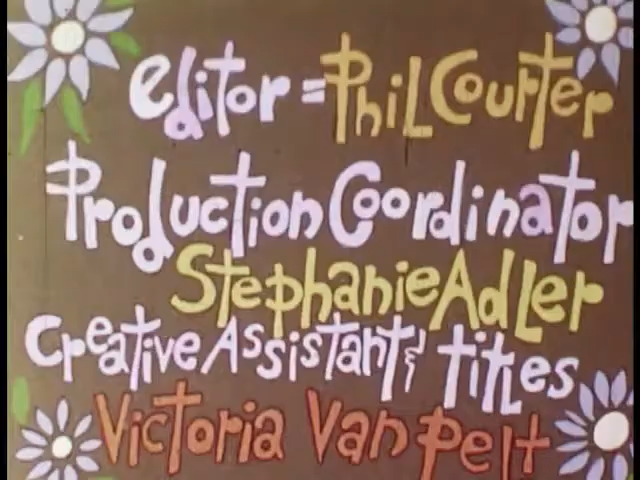 editor = Phil Courter
Production Coordinator
Stephanie Adler
Creative Assistant & titles
Victoria Van Pelt